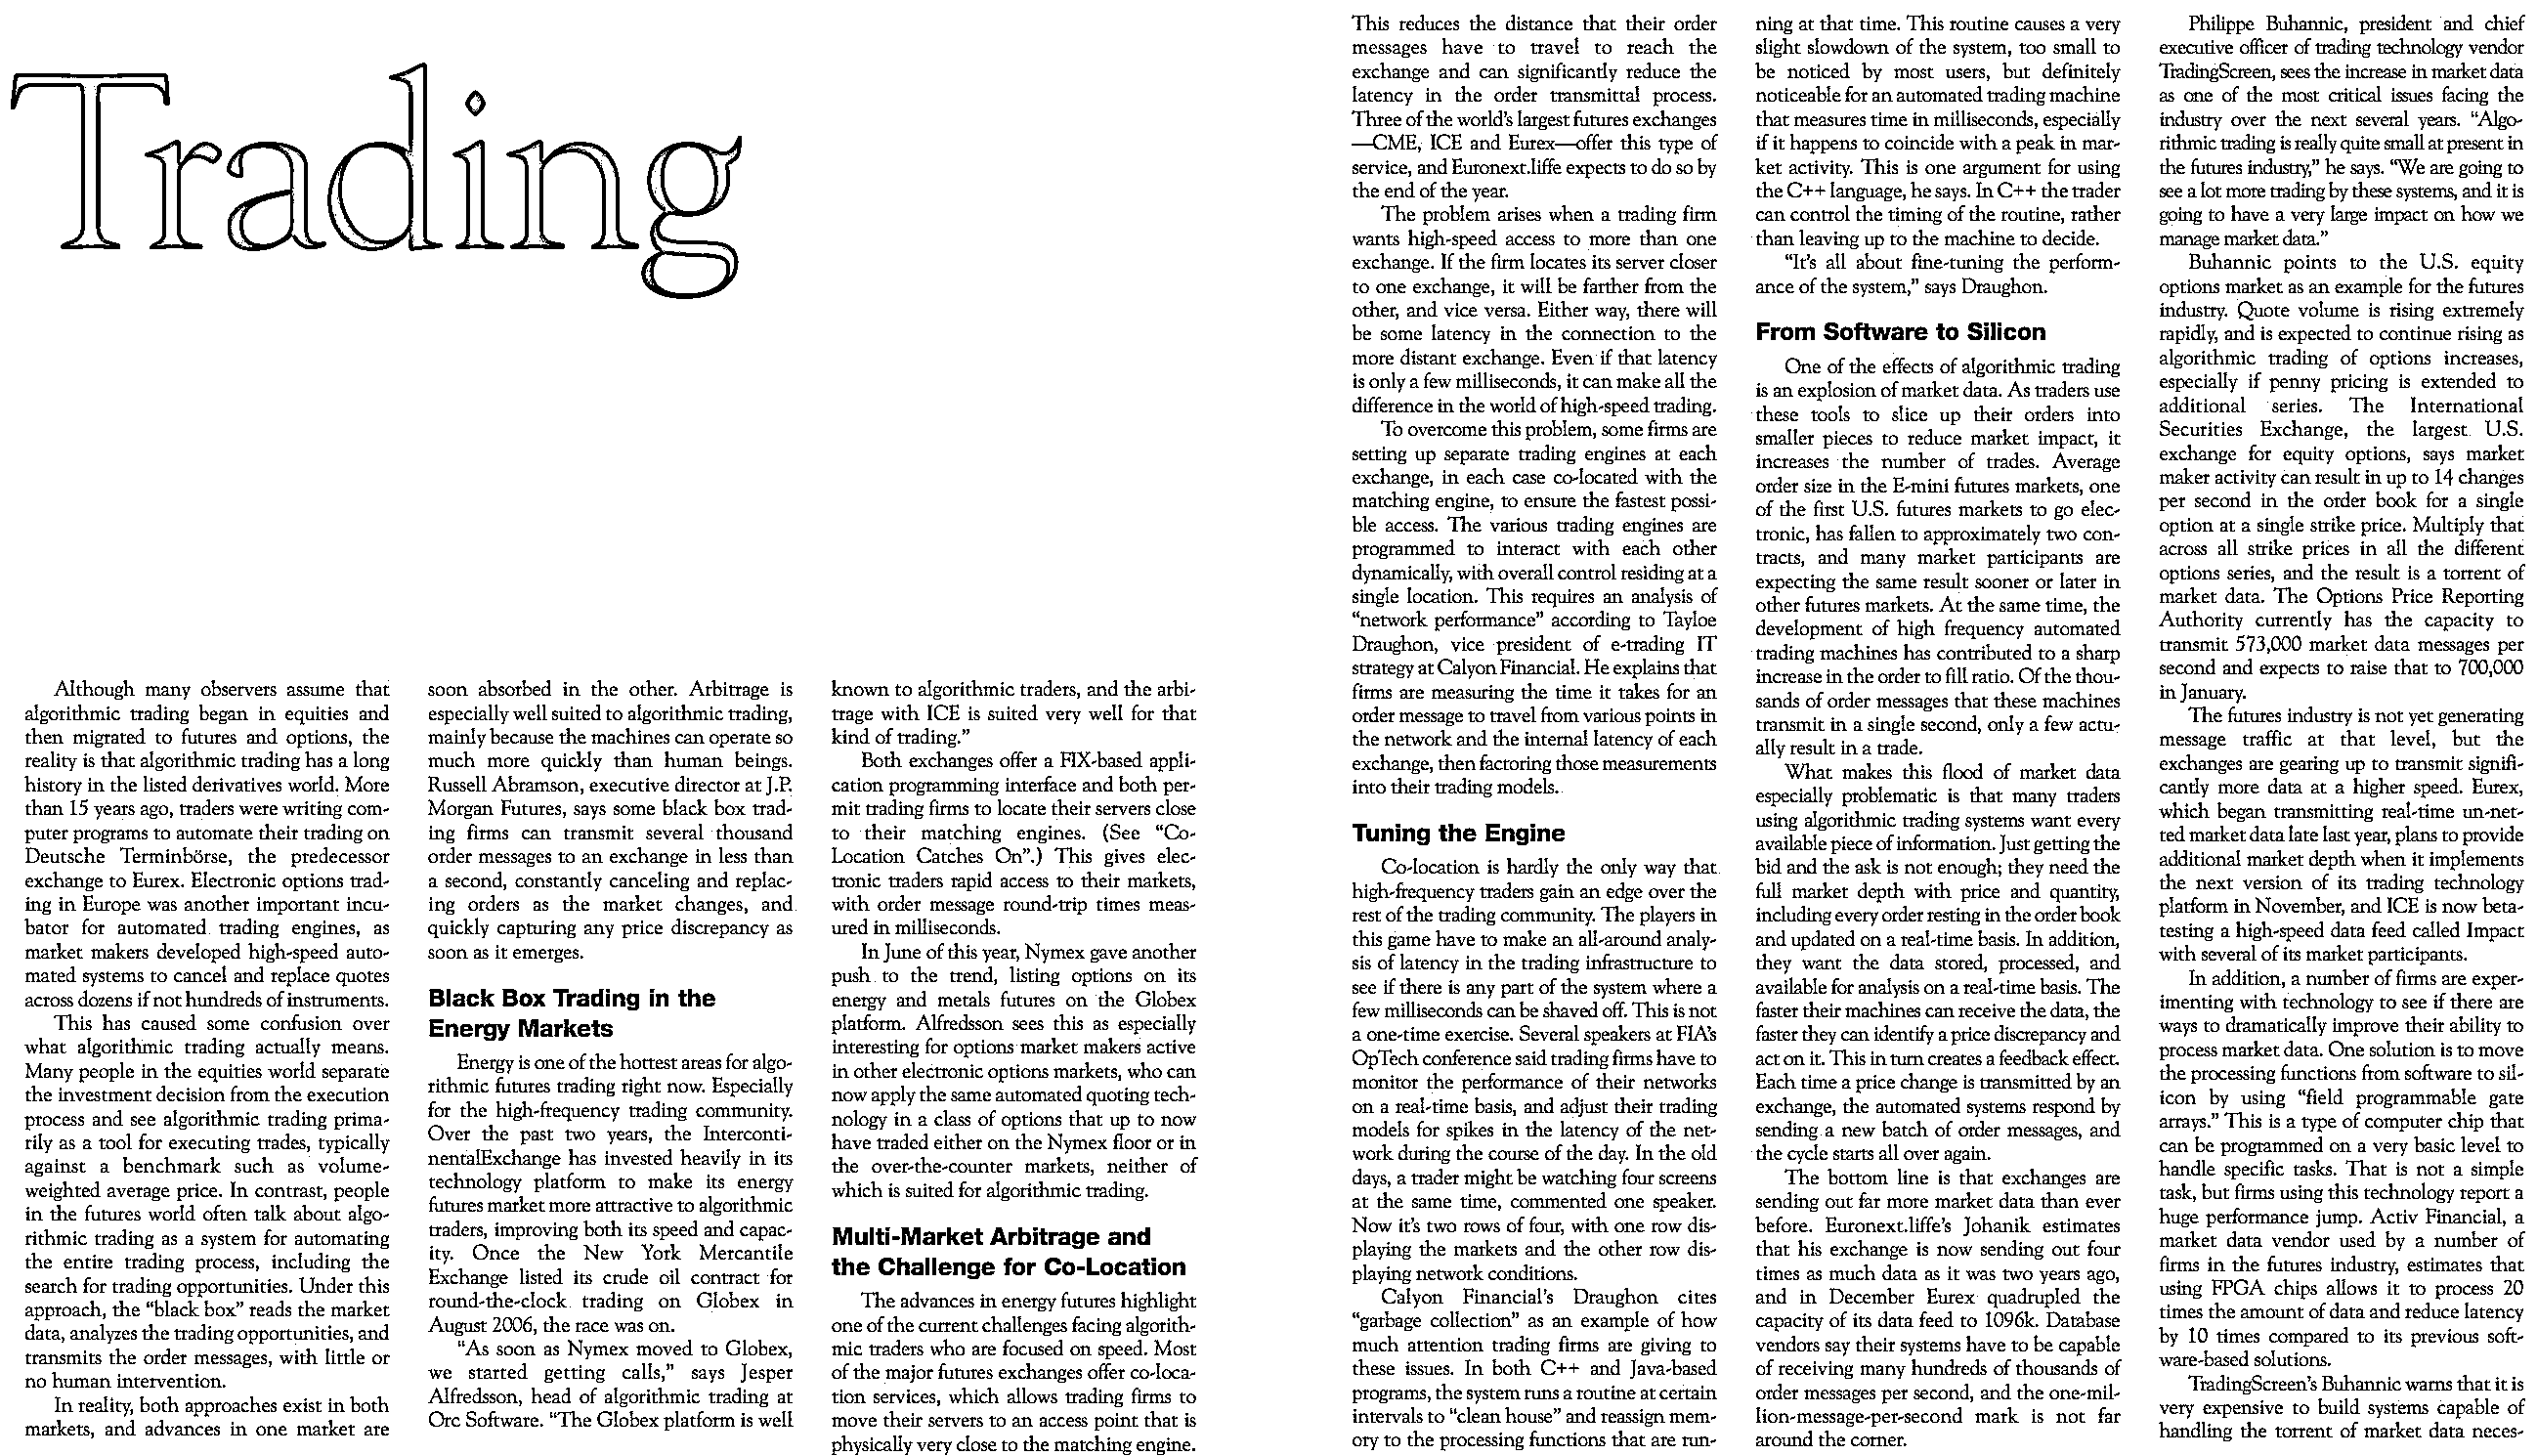 Trading
Although many observers assume that
algorithmic trading began in equities and
then migrated to futures and options, the
reality is that algorithmic trading has a long
history in the listed derivatives world. More
than 15 years ago, traders were writing com-
puter programs to automate their trading on
Deutsche Terminbörse, the predecessor
exchange to Eurex. Electronic options trad-
ing in Europe was another important incu-
bator for automated trading engines, as
market makers developed high-speed auto-
mated systems to cancel and replace quotes
across dozens if not hundreds of instruments.
This has caused some confusion over
what algorithmic trading actually means.
Many people in the equities world separate
the investment decision from the execution
process and see algorithmic trading prima-
rily as a tool for executing trades, typically
against a benchmark such as volume-
weighted average price. In contrast, people
in the futures world often talk about algo-
rithmic trading as a system for automating
the entire trading process, including the
search for trading opportunities. Under this
approach, the “black box” reads the market
data, analyzes the trading opportunities, and
transmits the order messages, with little or
no human intervention.
In reality, both approaches exist in both
markets, and advances in one market are
soon absorbed in the other. Arbitrage is
especially well suited to algorithmic trading,
mainly because the machines can operate so
much more quickly than human beings.
Russell Abramson, executive director at J.P.
Morgan Futures, says some black box trad-
ing firms can transmit several thousand
order messages to an exchange in less than
a second, constantly canceling and replac-
ing orders as the market changes, and
quickly capturing any price discrepancy as
soon as it emerges.
Black Box Trading in the
Energy Markets
Energy is one of the hottest areas for algo-
rithmic futures trading right now. Especially
for the high-frequency trading community.
Over the past two years, the Interconti-
nentalExchange has invested heavily in its
technology platform to make its energy
futures market more attractive to algorithmic
traders, improving both its speed and capac-
ity. Once the New York Mercantile
Exchange listed its crude oil contract for
round-the-clock trading on Globex in
August 2006, the race was on.
“As soon as Nymex moved to Globex,
we started getting calls,” says Jesper
Alfredsson, head of algorithmic trading at
Orc Software. “The Globex platform is well
known to algorithmic traders, and the arbi-
trage with ICE is suited very well for that
kind of trading.”
Both exchanges offer a FIX-based appli-
cation programming interface and both per-
mit trading firms to locate their servers close
to their matching engines. (See “Co-
Location Catches On”.) This gives elec-
tronic traders rapid access to their markets,
with order message round-trip times meas-
ured in milliseconds.
In June of this year, Nymex gave another
push to the trend, listing options on its
energy and metals futures on the Globex
platform. Alfredsson sees this as especially
interesting for options market makers active
in other electronic options markets, who can
now apply the same automated quoting tech-
nology in a class of options that up to now
have traded either on the Nymex floor or in
the over-the-counter markets, neither of
which is suited for algorithmic trading.
Multi-Market Arbitrage and
the Challenge for Co-Location
The advances in energy futures highlight
one of the current challenges facing algorith-
mic traders who are focused on speed. Most
of the major futures exchanges offer co-loca-
tion services, which allows trading firms to
move their servers to an access point that is
physically very close to the matching engine.
This reduces the distance that their order
messages have to travel to reach the
exchange and can significantly reduce the
latency in the order transmittal process.
Three of the world’s largest futures exchanges
—CME, ICE and Eurex—offer this type of
service, and Euronext.liffe expects to do so by
the end of the year.
The problem arises when a trading firm
wants high-speed access to more than one
exchange. If the firm locates its server closer
to one exchange, it will be farther from the
other, and vice versa. Either way, there will
be some latency in the connection to the
more distant exchange. Even if that latency
is only a few milliseconds, it can make all the
difference in the world of high-speed trading.
To overcome this problem, some firms are
setting up separate trading engines at each
exchange, in each case co-located with the
matching engine, to ensure the fastest possi-
ble access. The various trading engines are
programmed to interact with each other
dynamically, with overall control residing at a
single location. This requires an analysis of
“network performance” according to Tayloe
Draughon, vice president of e-trading IT
strategy at Calyon Financial. He explains that
firms are measuring the time it takes for an
order message to travel from various points in
the network and the internal latency of each
exchange, then factoring those measurements
into their trading models.
Tuning the Engine
Co-location is hardly the only way that
high-frequency traders gain an edge over the
rest of the trading community. The players in
this game have to make an all-around analy-
sis of latency in the trading infrastructure to
see if there is any part of the system where a
few milliseconds can be shaved off. This is not
a one-time exercise. Several speakers at FIA’s
OpTech conference said trading firms have to
monitor the performance of their networks
on a real-time basis, and adjust their trading
models for spikes in the latency of the net-
work during the course of the day. In the old
days, a trader might be watching four screens
at the same time, commented one speaker.
Now it’s two rows of four, with one row dis-
playing the markets and the other row dis-
playing network conditions.
Calyon Financial’s Draughon cites
“garbage collection” as an example of how
much attention trading firms are giving to
these issues. In both C++ and Java-based
programs, the system runs a routine at certain
intervals to “clean house” and reassign mem-
ory to the processing functions that are run-
ning at that time. This routine causes a very
slight slowdown of the system, too small to
be noticed by most users, but definitely
noticeable for an automated trading machine
that measures time in milliseconds, especially
if it happens to coincide with a peak in mar-
ket activity. This is one argument for using
the C++ language, he says. In C++ the trader
can control the timing of the routine, rather
than leaving up to the machine to decide.
“It’s all about fine-tuning the perform-
ance of the system,” says Draughon.
From Software to Silicon
One of the effects of algorithmic trading
is an explosion of market data. As traders use
these tools to slice up their orders into
smaller pieces to reduce market impact, it
increases the number of trades. Average
order size in the E-mini futures markets, one
of the first U.S. futures markets to go elec-
tronic, has fallen to approximately two con-
tracts, and many market participants are
expecting the same result sooner or later in
other futures markets. At the same time, the
development of high frequency automated
trading machines has contributed to a sharp
increase in the order to fill ratio. Of the thou-
sands of order messages that these machines
transmit in a single second, only a few actu-
ally result in a trade.
What makes this flood of market data
especially problematic is that many traders
using algorithmic trading systems want every
available piece of information. Just getting the
bid and the ask is not enough; they need the
full market depth with price and quantity,
including every order resting in the order book
and updated on a real-time basis. In addition,
they want the data stored, processed, and
available for analysis on a real-time basis. The
faster their machines can receive the data, the
faster they can identify a price discrepancy and
act on it. This in turn creates a feedback effect.
Each time a price change is transmitted by an
exchange, the automated systems respond by
sending a new batch of order messages, and
the cycle starts all over again.
The bottom line is that exchanges are
sending out far more market data than ever
before. Euronext.liffe’s Johanik estimates
that his exchange is now sending out four
times as much data as it was two years ago,
and in December Eurex quadrupled the
capacity of its data feed to 1096k. Database
vendors say their systems have to be capable
of receiving many hundreds of thousands of
order messages per second, and the one-mil-
lion-message-per-second mark is not far
around the corner.
Philippe Buhannic, president and chief
executive officer of trading technology vendor
TradingScreen, sees the increase in market data
as one of the most critical issues facing the
industry over the next several years. “Algo-
rithmic trading is really quite small at present in
the futures industry,” he says. “We are going to
see a lot more trading by these systems, and it is
going to have a very large impact on how we
manage market data.”
Buhannic points to the U.S. equity
options market as an example for the futures
industry. Quote volume is rising extremely
rapidly, and is expected to continue rising as
algorithmic trading of options increases,
especially if penny pricing is extended to
additional series. The International
Securities Exchange, the largest U.S.
exchange for equity options, says market
maker activity can result in up to 14 changes
per second in the order book for a single
option at a single strike price. Multiply that
across all strike prices in all the different
options series, and the result is a torrent of
market data. The Options Price Reporting
Authority currently has the capacity to
transmit 573,000 market data messages per
second and expects to raise that to 700,000
in January.
The futures industry is not yet generating
message traffic at that level, but the
exchanges are gearing up to transmit signifi-
cantly more data at a higher speed. Eurex,
which began transmitting real-time un-net-
ted market data late last year, plans to provide
additional market depth when it implements
the next version of its trading technology
platform in November, and ICE is now beta-
testing a high-speed data feed called Impact
with several of its market participants.
In addition, a number of firms are exper-
imenting with technology to see if there are
ways to dramatically improve their ability to
process market data. One solution is to move
the processing functions from software to sil-
icon by using “field programmable gate
arrays.” This is a type of computer chip that
can be programmed on a very basic level to
handle specific tasks. That is not a simple
task, but firms using this technology report a
huge performance jump. Activ Financial, a
market data vendor used by a number of
firms in the futures industry, estimates that
using FPGA chips allows it to process 20
times the amount of data and reduce latency
by 10 times compared to its previous soft-
ware-based solutions.
TradingScreen’s Buhannic warns that it is
very expensive to build systems capable of
handling the torrent of market data neces-